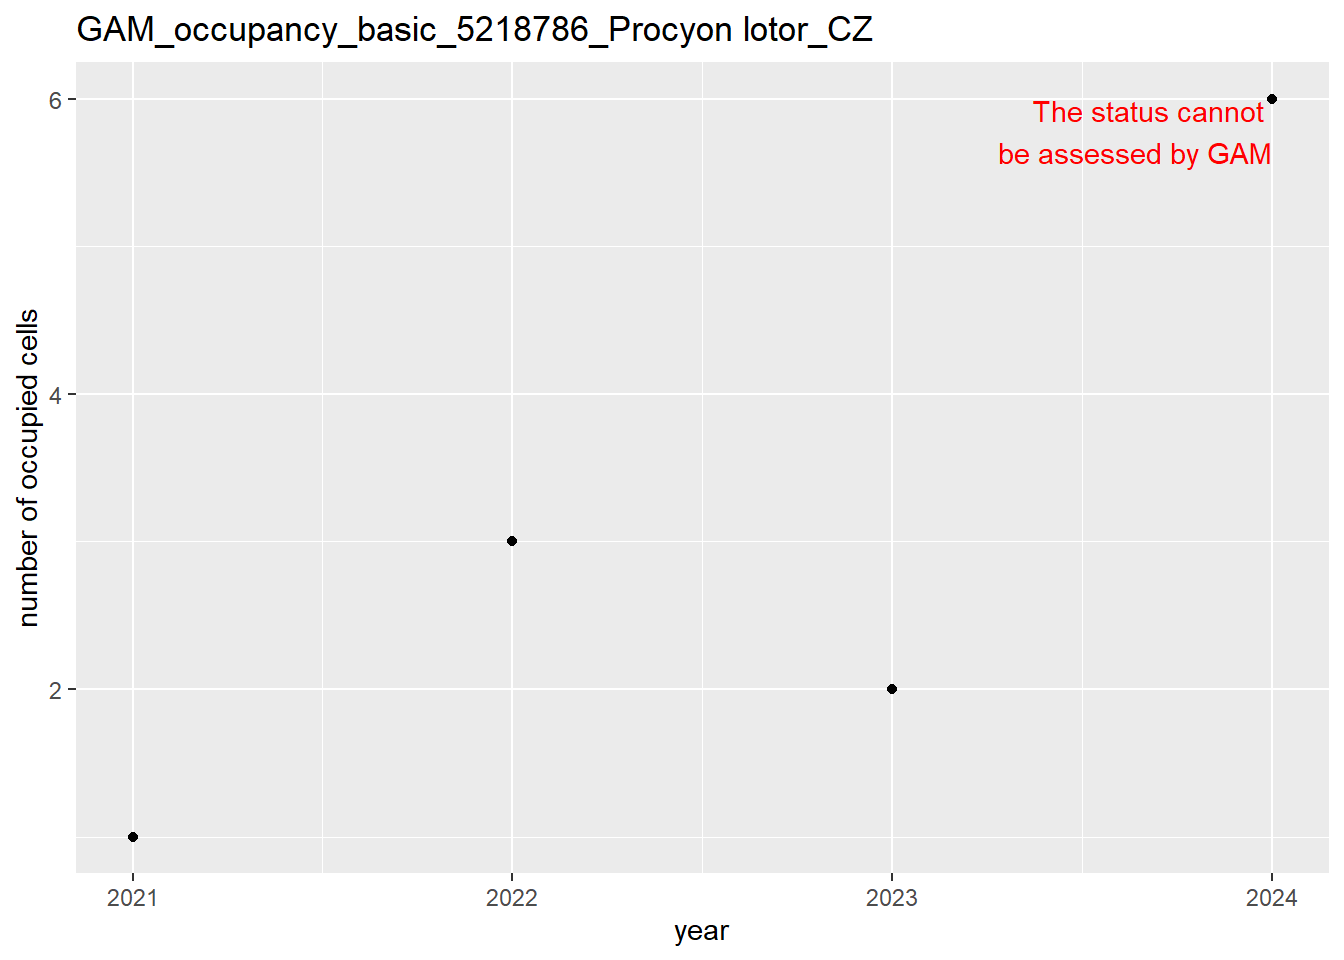 GAM_occupancy_basic_5218786_Procyon lotor_CZ
6
The status cannot
be assessed by GAM
4
number of occupied cells
2
2021 2022 2023 2024
year